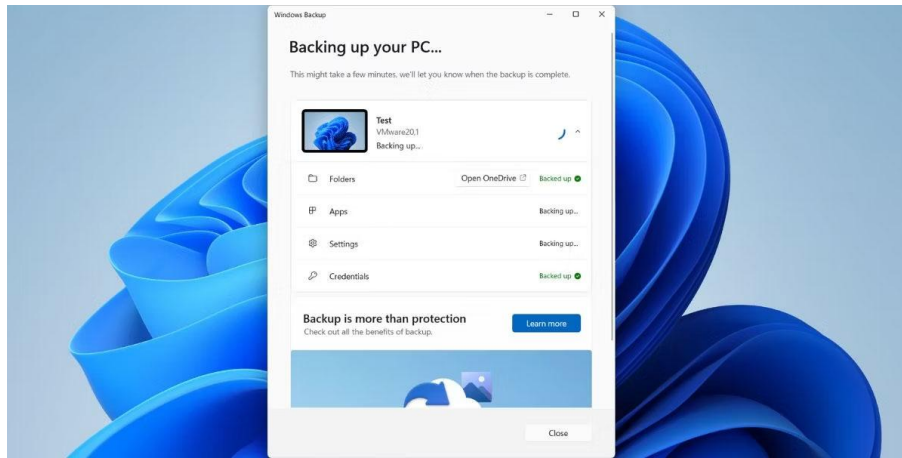 Windows Backup
Backing up your PC...
This might take a few minutes, we'll let you know when the backup is complete.
Test
VMware20,1
Backing up...
Folders Open OneDrive Backed up
Apps Backing up...
Settings Backing up...
Credentials Backed up
Backup is more than protection
Check out all the benefits of backup.
Learn more
Close